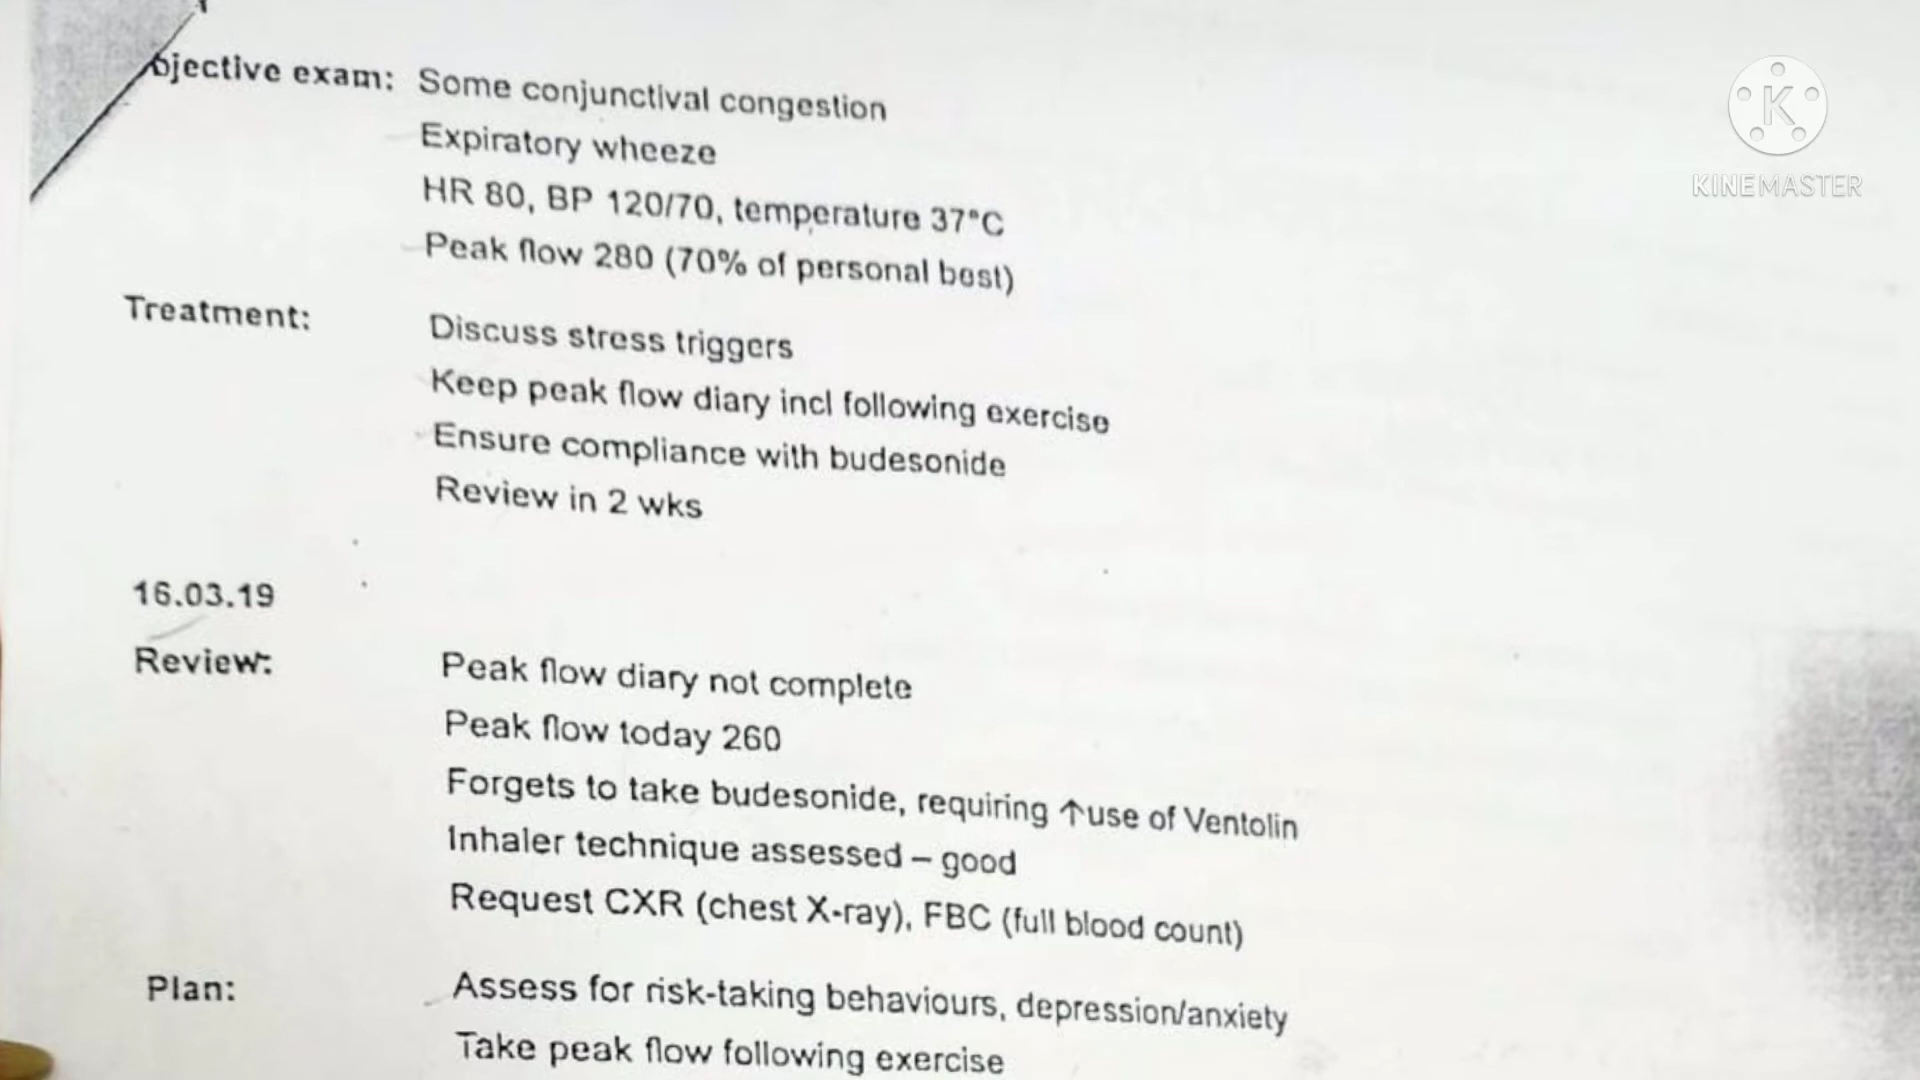 bjective exam: Some conjunctival congestion
Expiratory wheeze
HR 80, BP 120/70, temperature 37°C
Peak flow 280 (70% of personal best)
Treatment: Discuss stress triggers
Keep peak flow diary incl following exercise
Ensure compliance with budesonide
Review in 2 wks
16.03.19
Review: Peak flow diary not complete
Peak flow today 260
Forgets to take budesonide, requiring ↑use of Ventolin
Inhaler technique assessed – good
Request CXR (chest X-ray), FBC (full blood count)
Plan: Assess for risk-taking behaviours, depression/anxiety
Take peak flow following exercise
K
KINEMASTER